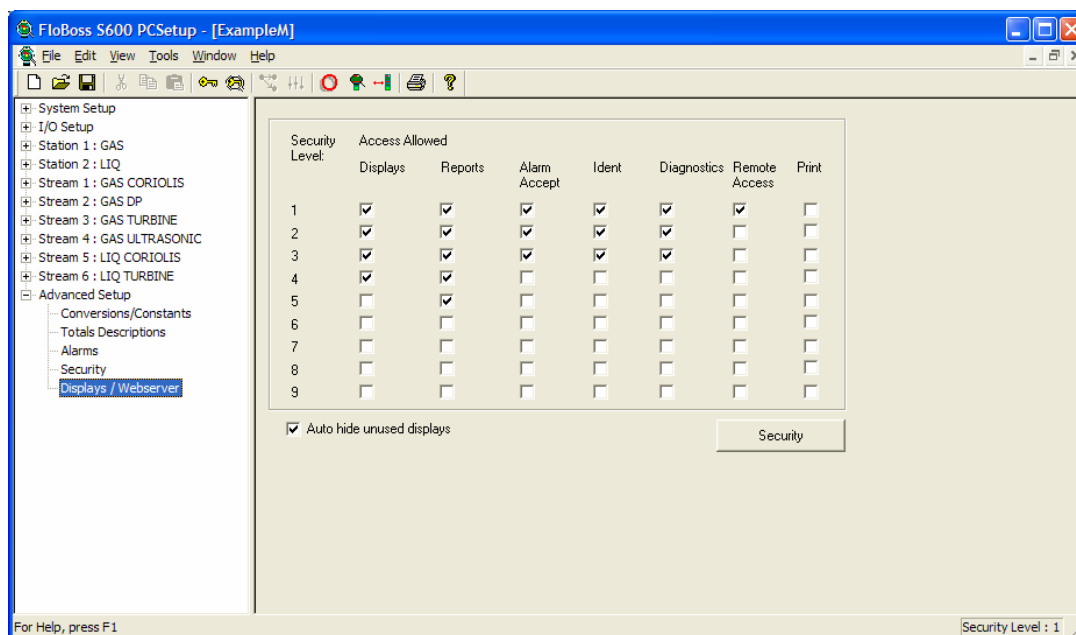 FloBoss S600 PCSetup - [ExampleM]
File Edit View Tools Window Help
System Setup
I/O Setup
Station 1 : GAS
Station 2 : LIQ
Stream 1 : GAS CORIOLIS
Stream 2 : GAS DP
Stream 3 : GAS TURBINE
Stream 4 : GAS ULTRASONIC
Stream 5 : LIQ CORIOLIS
Stream 6 : LIQ TURBINE
Advanced Setup
Conversions/Constants
Totals Descriptions
Alarms
Security
Displays / Webserver
Security Level:
Access Allowed
Displays Reports Alarm Accept Ident Diagnostics Remote Access Print
1
2
3
4
5
6
7
8
9
Auto hide unused displays
Security
For Help, press F1
Security Level : 1